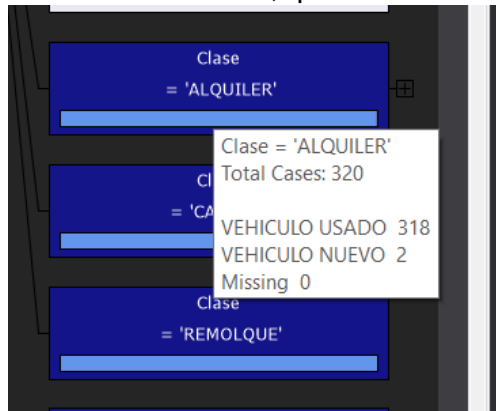 Clase
= 'ALQUILER'
Clase = 'ALQUILER'
Total Cases: 320
VEHICULO USADO 318
VEHICULO NUEVO 2
Missing 0
Cl
= 'CA
Clase
= 'REMOLQUE'